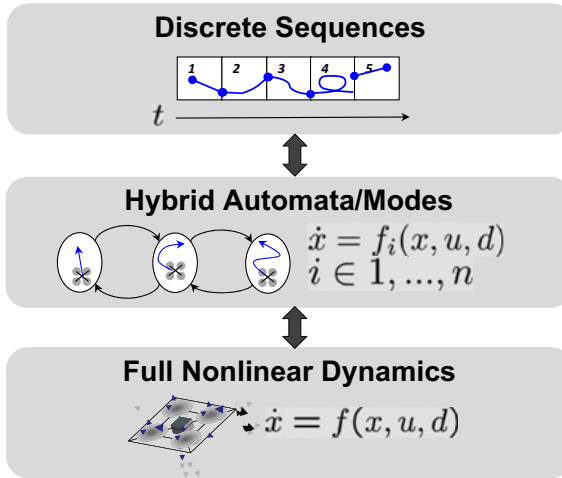 Discrete Sequences
1 2 3 4 5
t
Hybrid Automata/Modes
ẋ = f_i(x, u, d)
i ∈ 1, ..., n
Full Nonlinear Dynamics
ẋ = f(x, u, d)